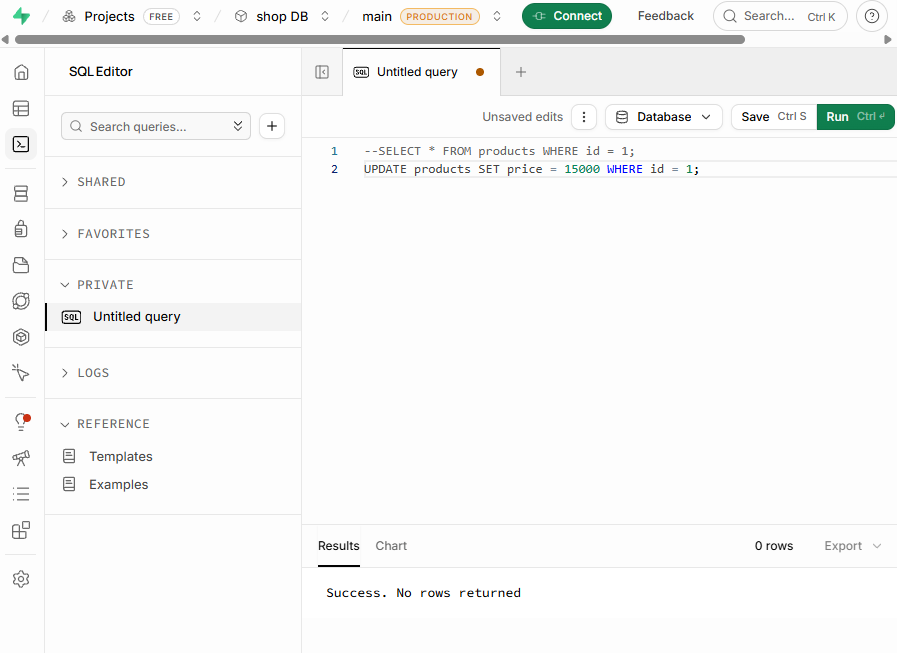 Projects FREE shop DB main PRODUCTION Connect Feedback Search... Ctrl K
SQL Editor
SQL Untitled query
Search queries...
Unsaved edits Database Save Ctrl S Run Ctrl ↵
SHARED
FAVORITES
PRIVATE
SQL Untitled query
LOGS
REFERENCE
Templates
Examples
1 --SELECT * FROM products WHERE id = 1;
2 UPDATE products SET price = 15000 WHERE id = 1;
Results Chart 0 rows Export
Success. No rows returned